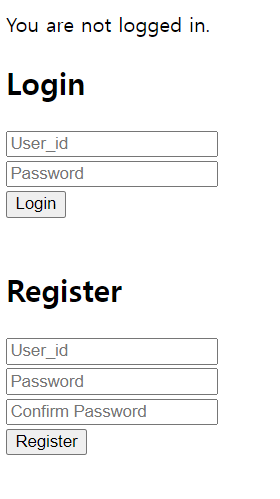 You are not logged in.
Login
User_id
Password
Login
Register
User_id
Password
Confirm Password
Register